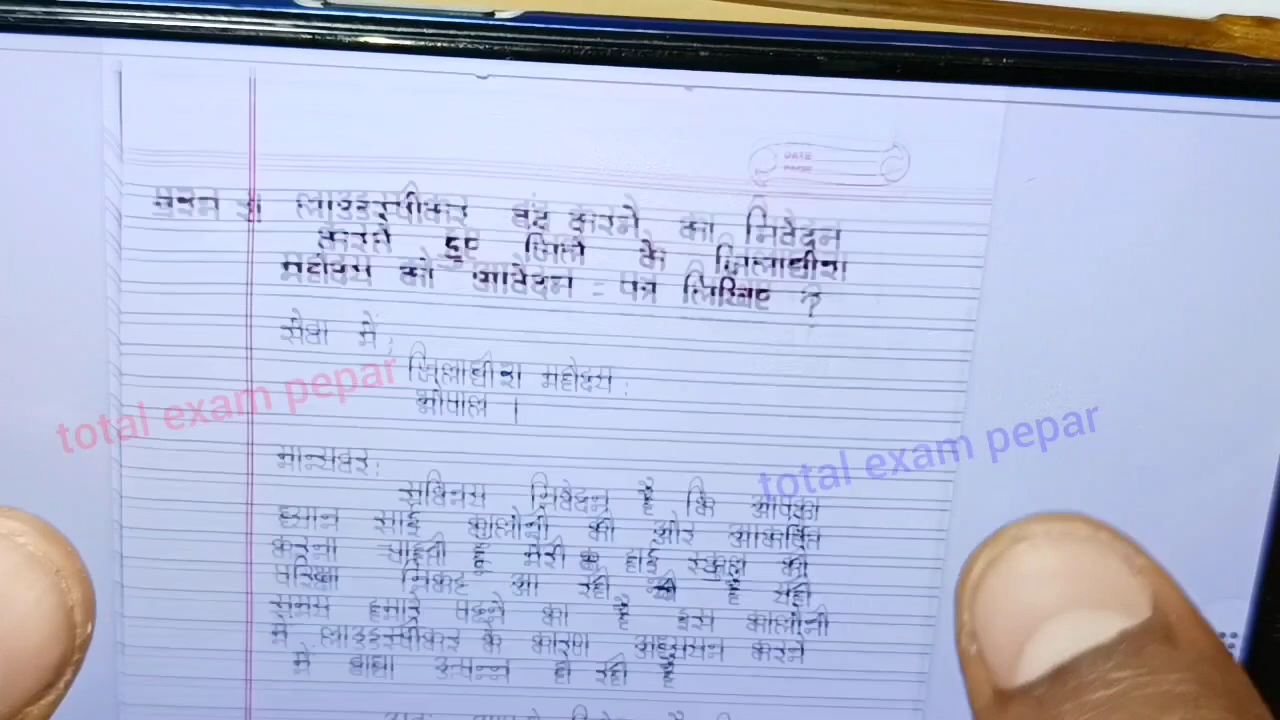 DATE
PAGE
प्रश्न लाउडस्पीकर बंद करने का निवेदन
करते हुए जिले के जिलाधीश
महोदय को आवेदन = पत्र लिखिए ?
सेवा में,
जिलाधीश महोदय,
total exam pepar
भोपाल ।
मान्यवर,
total exam pepar
सविनय निवेदन है कि आपका
ध्यान साई कालोनी की ओर आकर्षित
करना चाहती हूँ मेरी हाई स्कूल की
परिक्षा निकट आ रही है यही
समय हमारे पढ़ने का है इस कालोनी
में लाउडस्पीकर के कारण अध्ययन करने
में बाधा उत्पन्न हो रही है